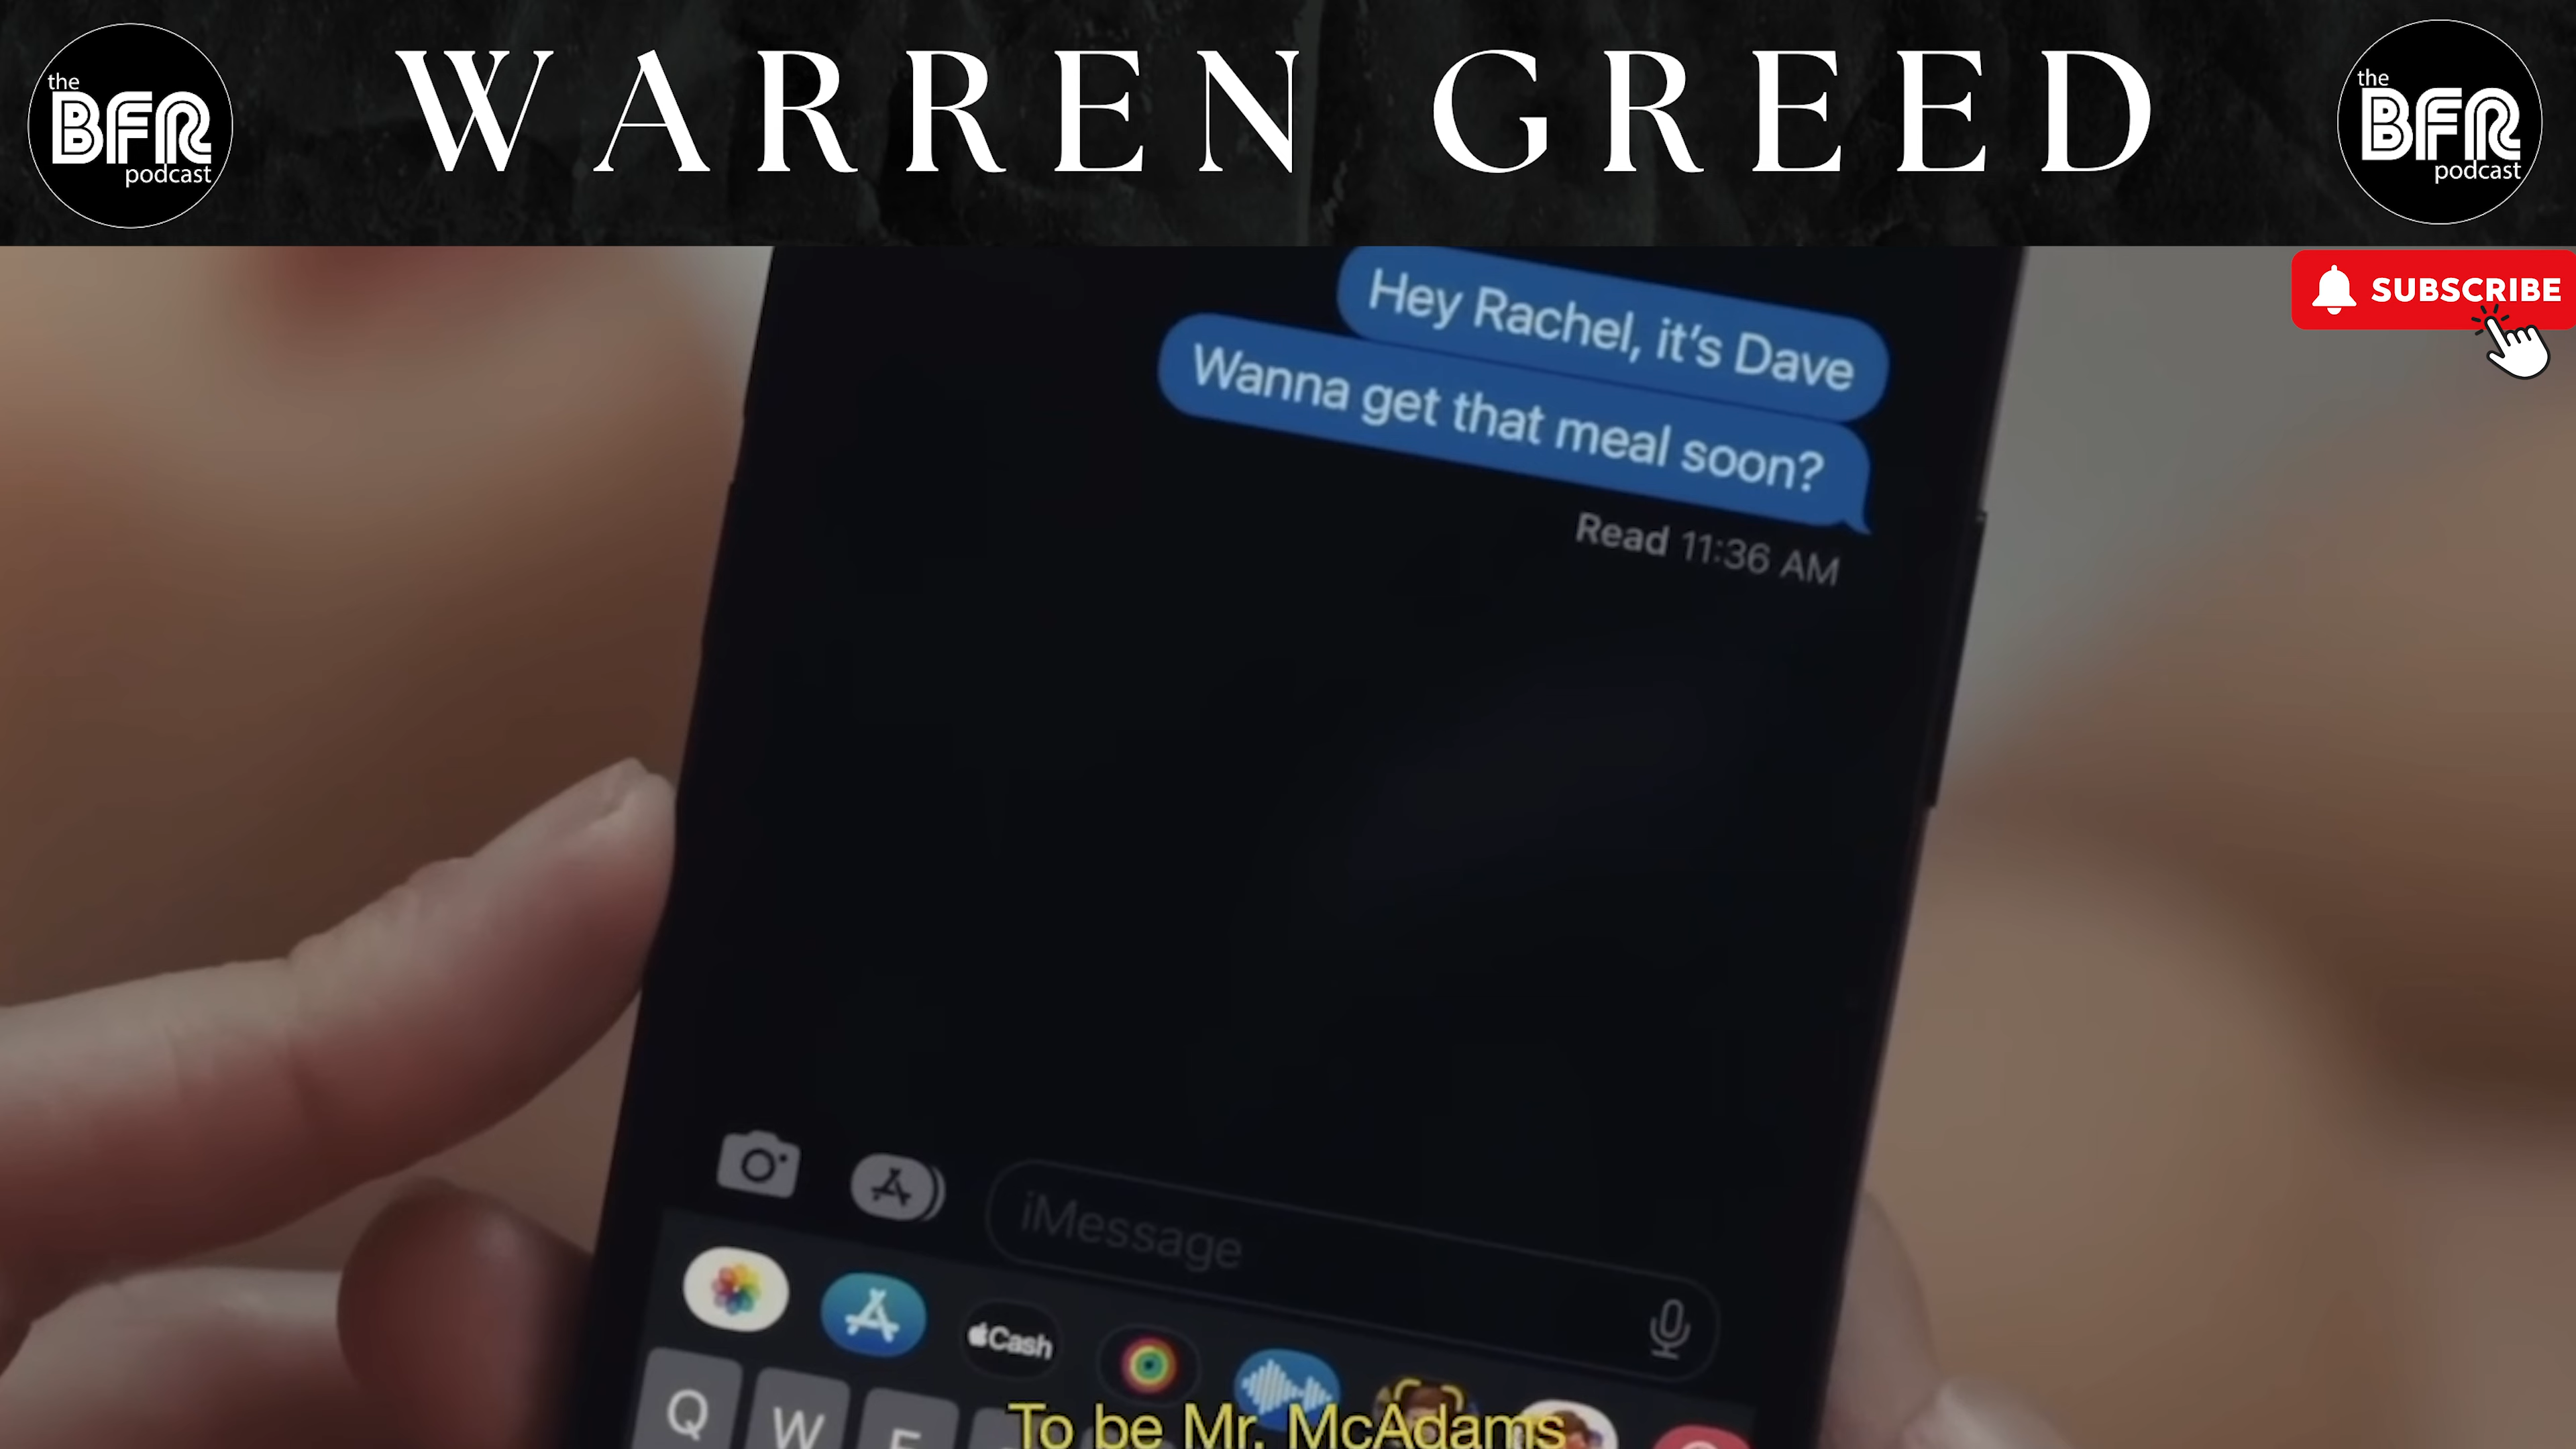 the
BFR
podcast
WARREN GREED
the
BFR
podcast
SUBSCRIBE
Hey Rachel, it's Dave
Wanna get that meal soon?
Read 11:36 AM
iMessage
Cash
Q W
To be Mr. McAdams